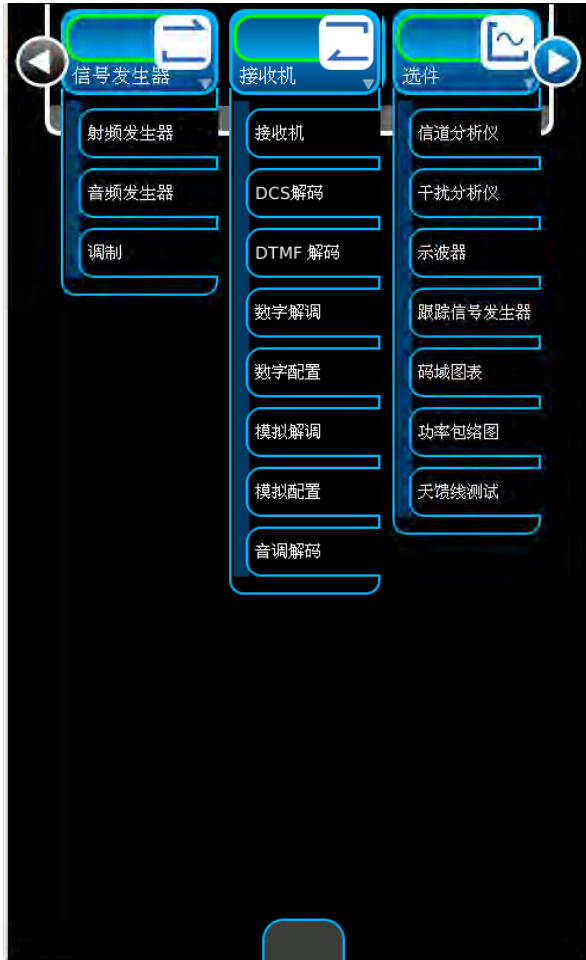 信号发生器
射频发生器
音频发生器
调制
接收机
接收机
DCS解码
DTMF 解码
数字解调
数字配置
模拟解调
模拟配置
音调解码
选件
信道分析仪
干扰分析仪
示波器
跟踪信号发生器
码域图表
功率包络图
天馈线测试